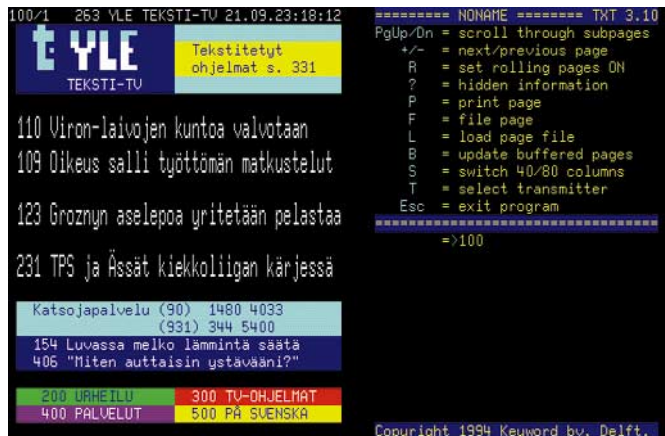 100/1 263 YLE TEKSTI-TV 21.09.23:18:12
t: YLE
TEKSTI-TV
Tekstitetyt
ohjelmat s. 331
110 Viron-laivojen kuntoa valvotaan
109 Oikeus salli työttömän matkustelut
123 Groznyn aselepoa yritetään pelastaa
231 TPS ja Ässät kiekkoliigan kärjessä
Katsojapalvelu (90) 1480 4033
(931) 344 5400
154 Luvassa melko lämmintä säätä
406 "Miten auttaisin ystävääni?"
200 URHEILU 300 TV-OHJELMAT
400 PALVELUT 500 PÅ SVENSKA
========= NONAME ======== TXT 3.10
PgUp/Dn = scroll through subpages
+/- = next/previous page
R = set rolling pages ON
? = hidden information
P = print page
F = file page
L = load page file
B = update buffered pages
S = switch 40/80 columns
T = select transmitter
Esc = exit program
==================================
=>100
Copyright 1994 Keyword bv. Delft.